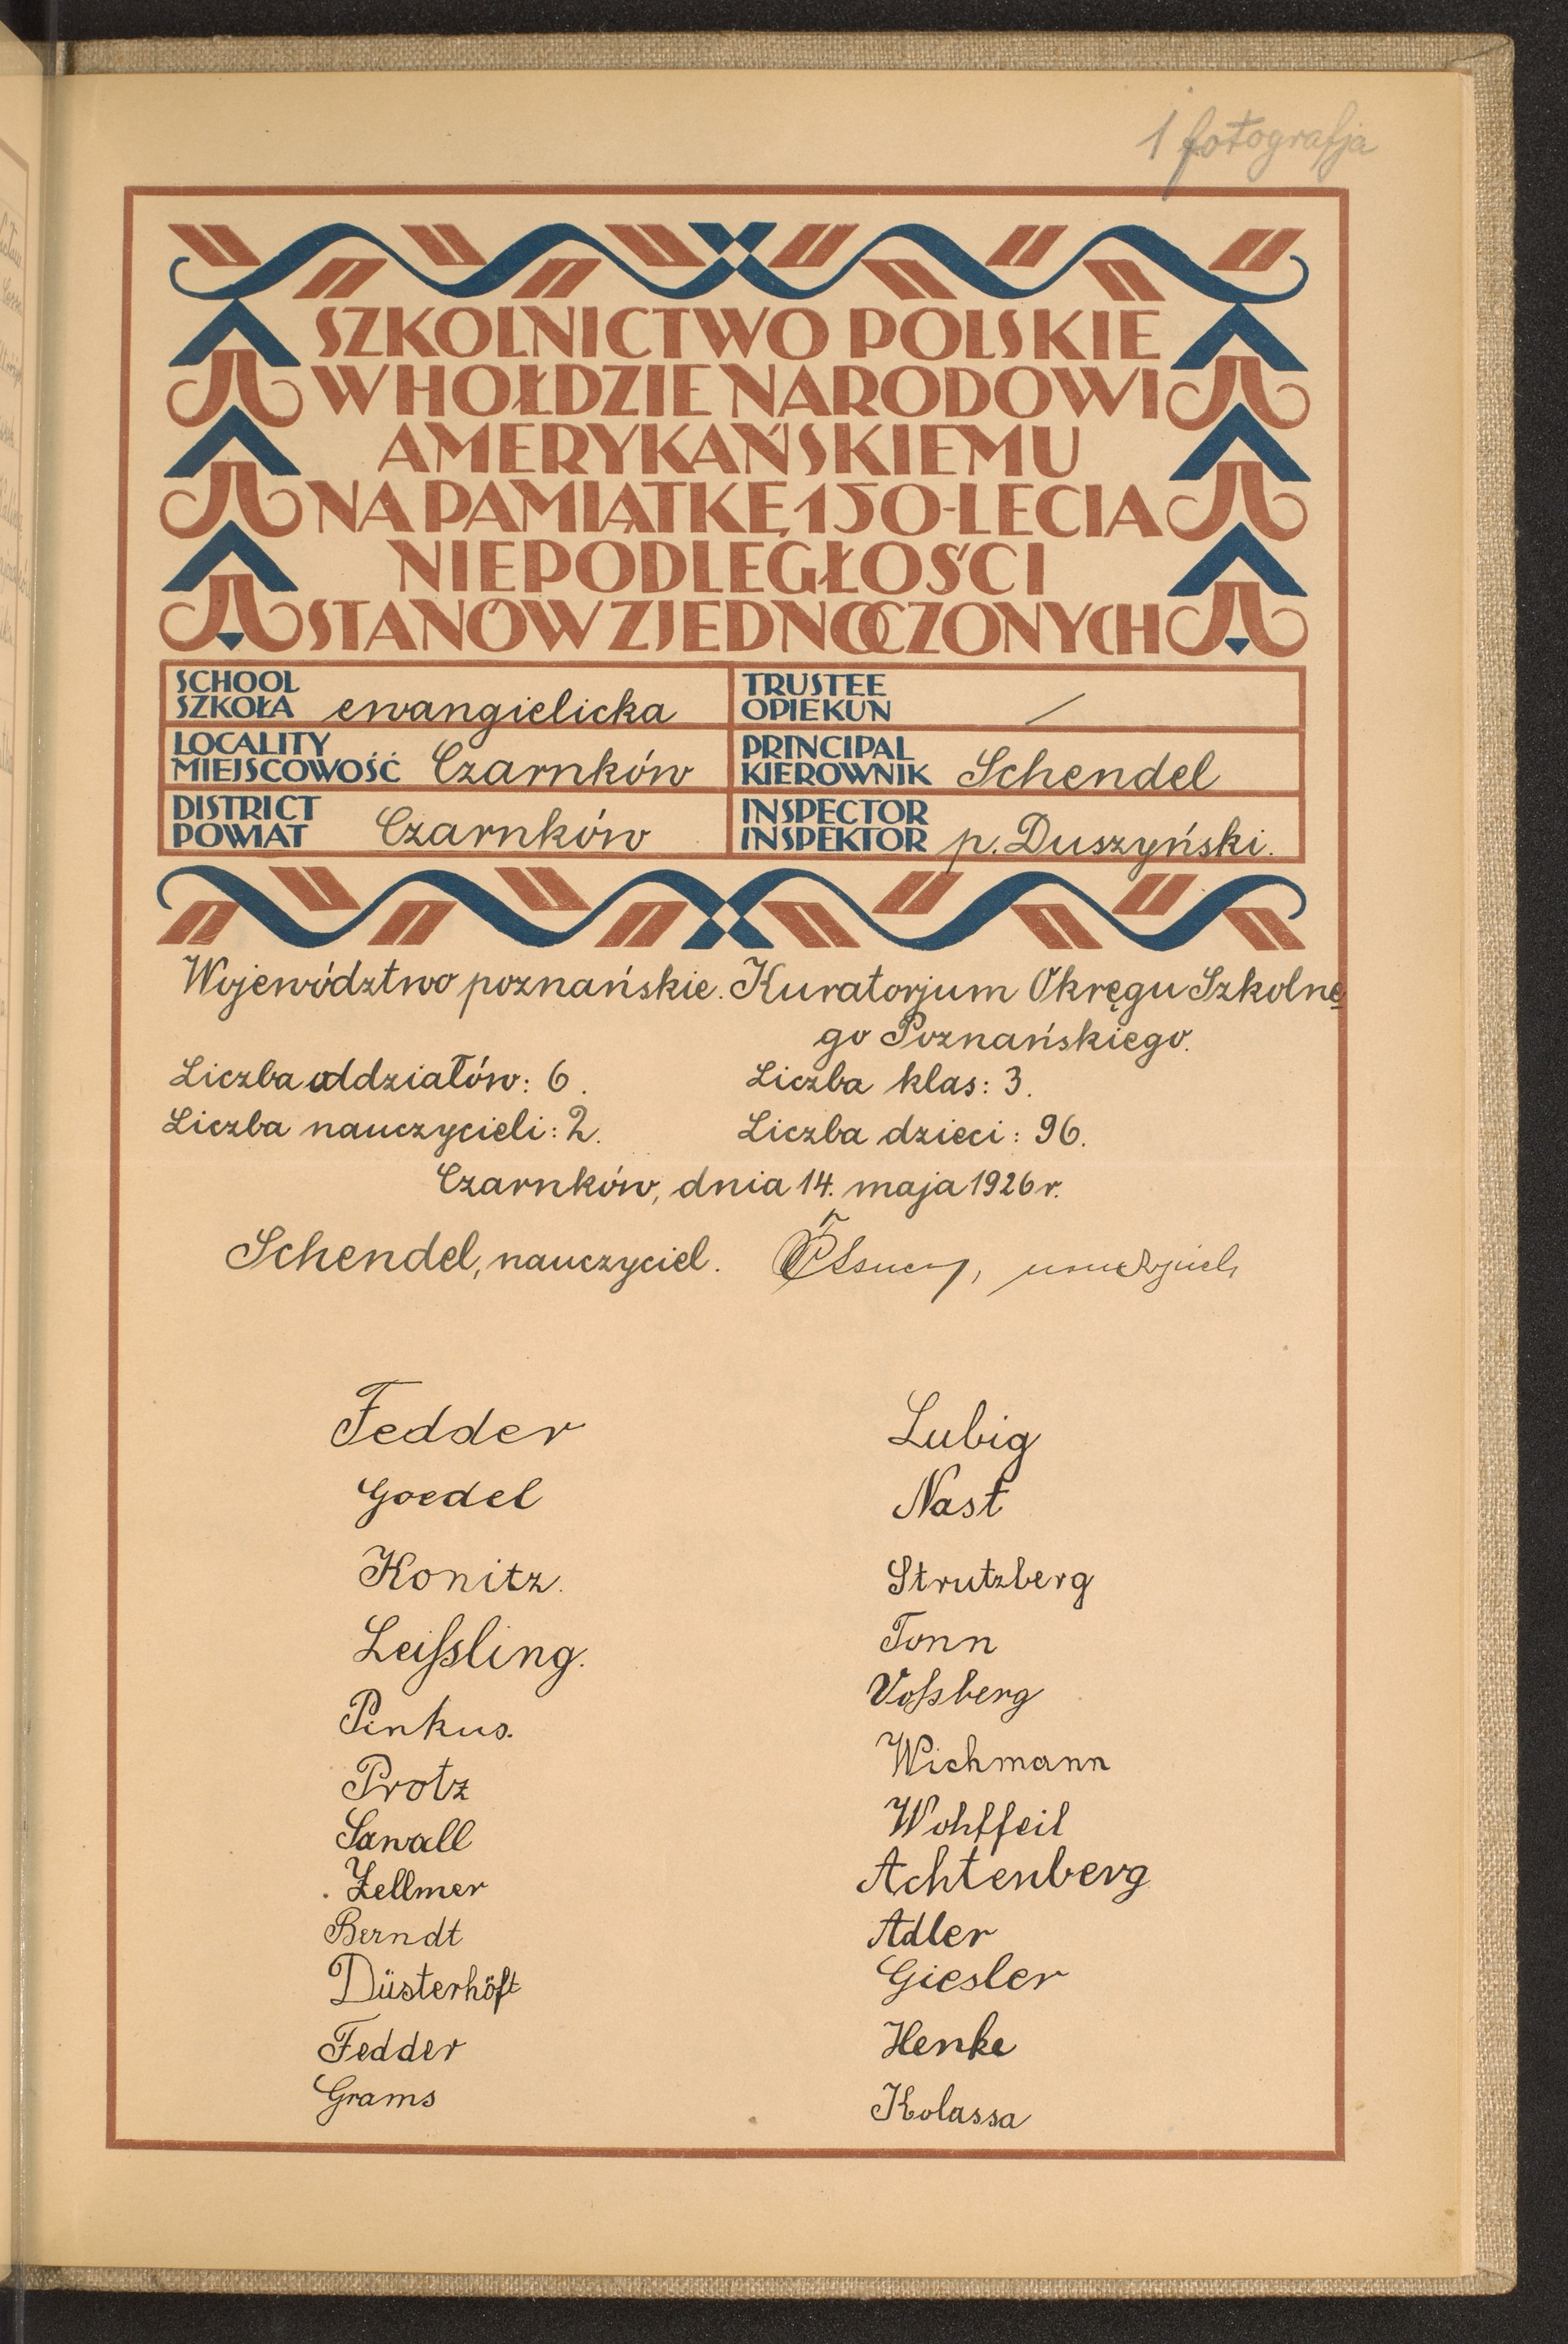 1 fotografja
SZKOLNICTWO POLSKIE
W HOŁDZIE NARODOWI
AMERYKAŃSKIEMU
NA PAMIĄTKĘ 150-LECIA
NIEPODLEGŁOŚCI
STANÓW ZJEDNOCZONYCH
SCHOOL
SZKOŁA ewangielicka
TRUSTEE
OPIEKUN /
LOCALITY
MIEJSCOWOŚĆ Czarnków
PRINCIPAL
KIEROWNIK Schendel
DISTRICT
POWIAT Czarnków
INSPECTOR
INSPEKTOR p. Duszyński.
Województwo poznańskie. Kuratorjum Okręgu Szkolne
go Poznańskiego.
Liczba oddziałów: 6. Liczba klas: 3.
Liczba nauczycieli: 2. Liczba dzieci: 96.
Czarnków, dnia 14. maja 1926 r.
Schendel, nauczyciel. nauczyciel
Fedder
Goedel
Konitz.
Leiſsling.
Pinkus.
Protz
Sawall
Zellmer
Berndt
Düsterhöft
Fedder
Grams
Lubig
Nast
Strutzberg
Tonn
Voſsberg
Wichmann
Wohlfeil
Achtenberg
Adler
Giesler
Henke
Kolassa